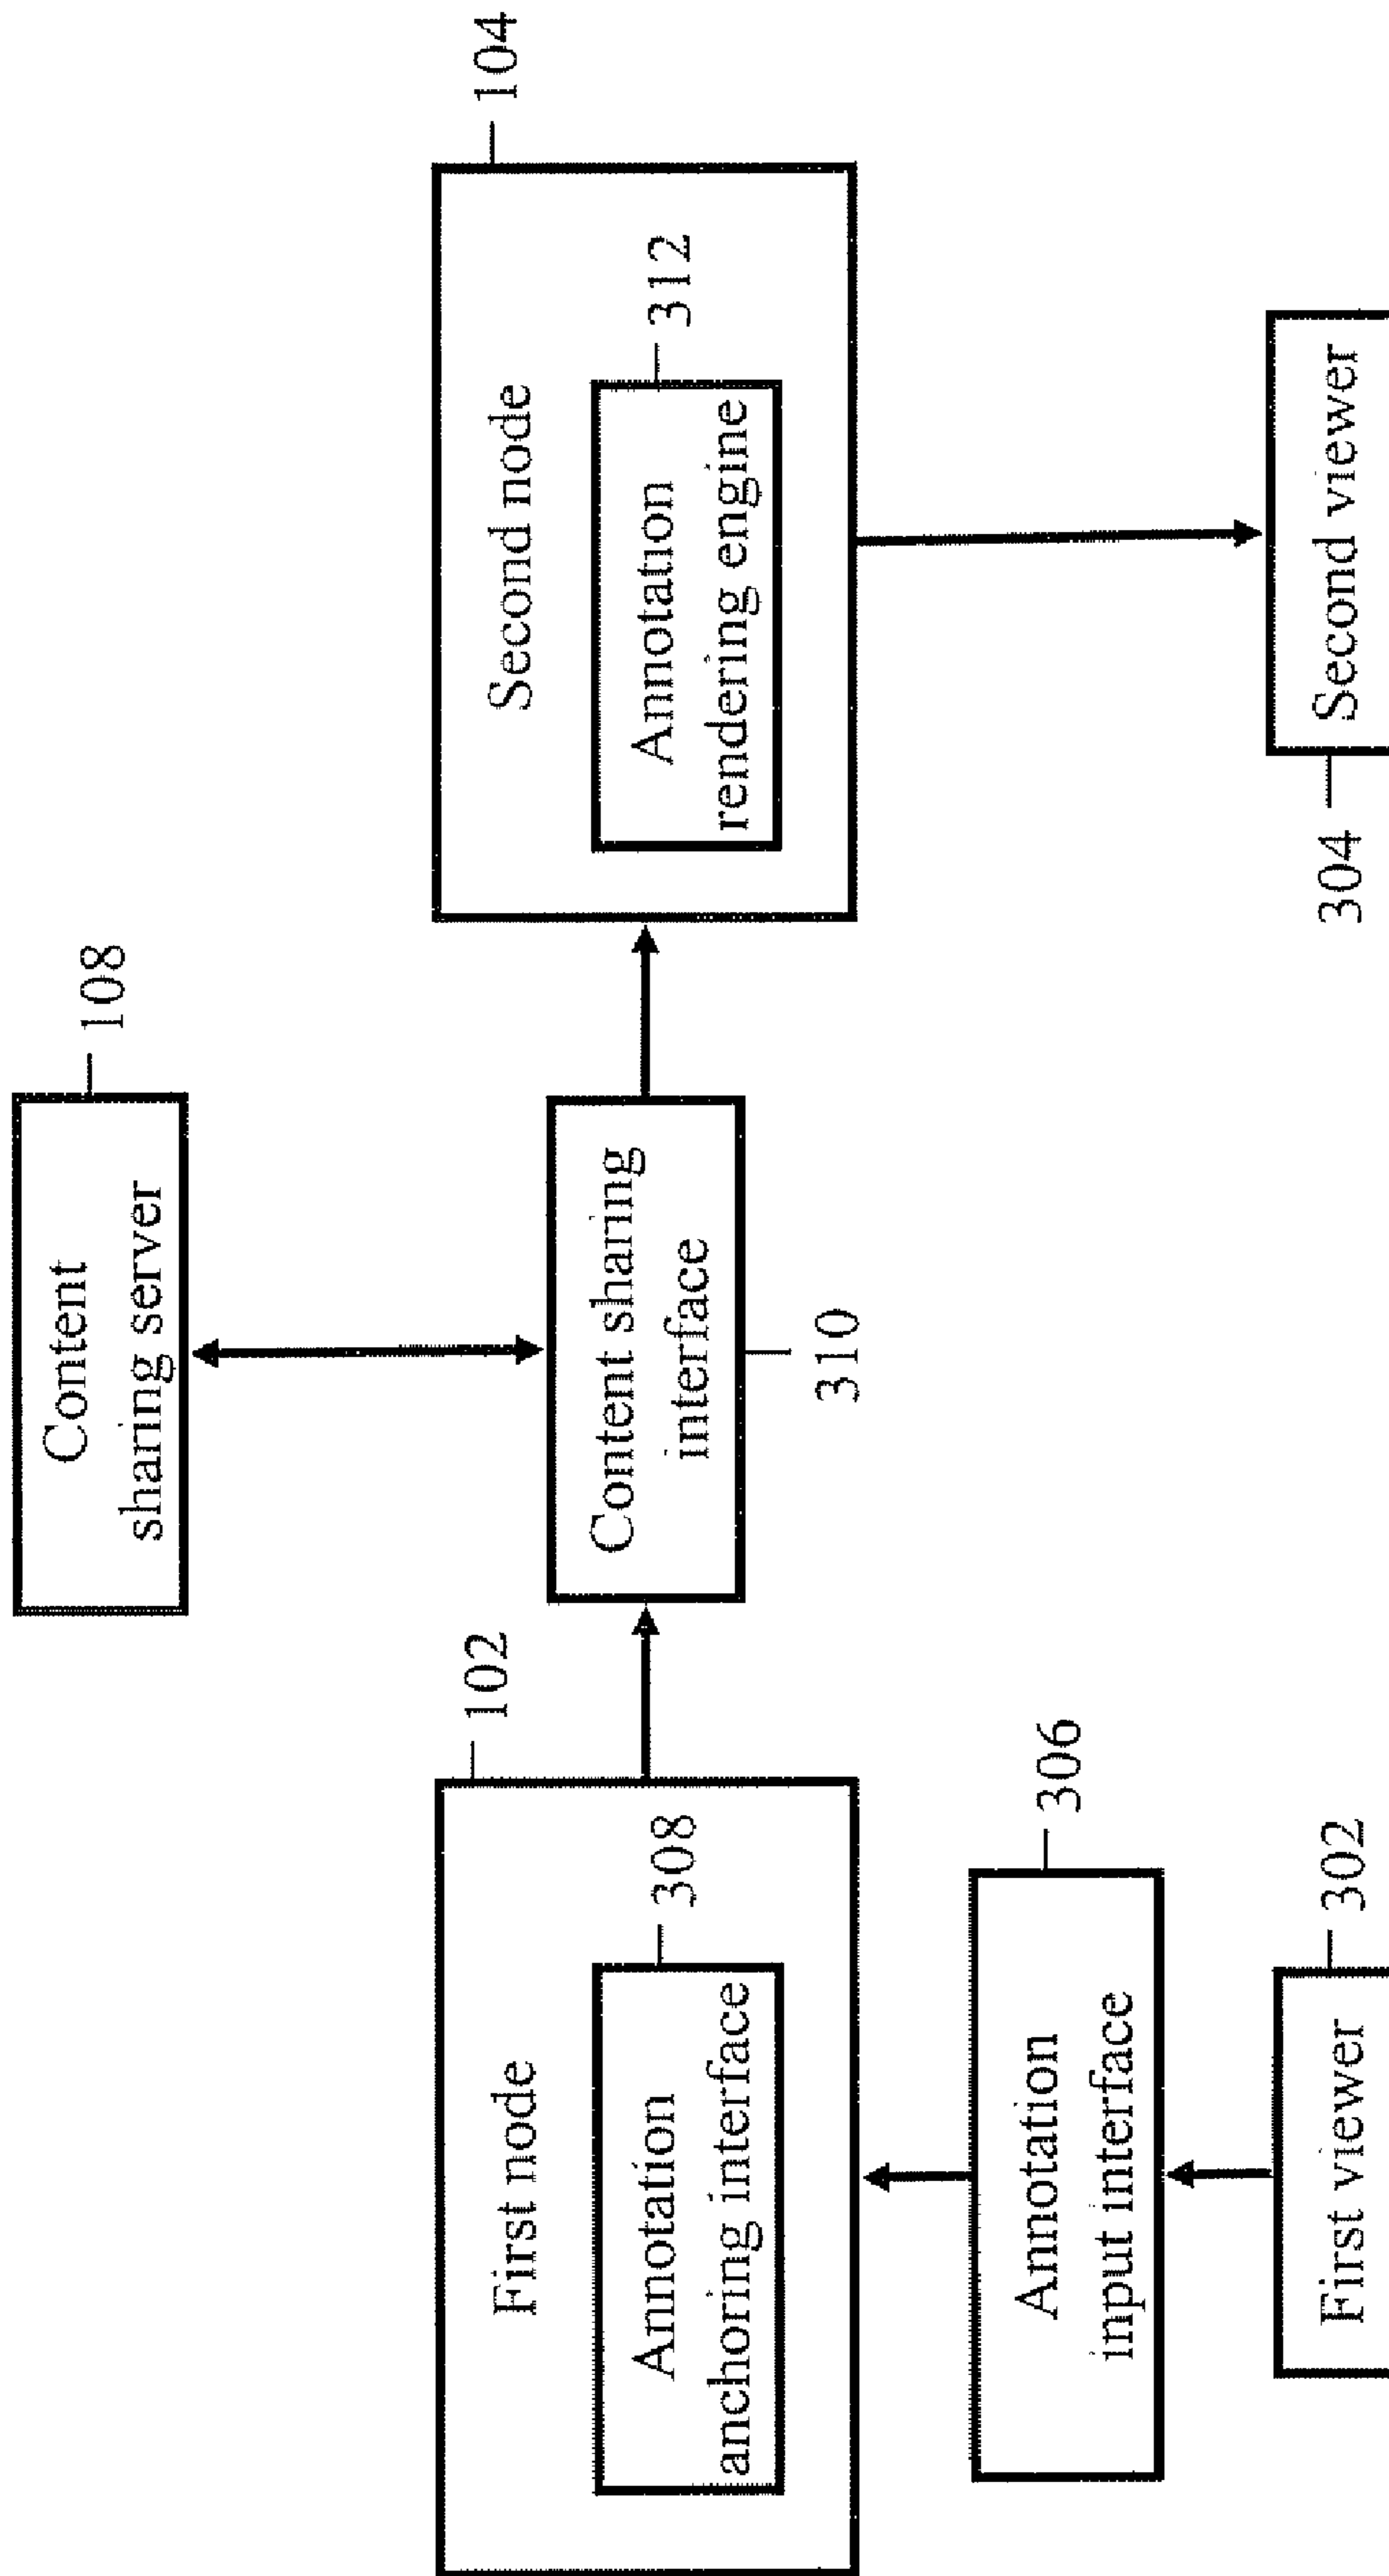 Content
sharing server
108
First node
102
Annotation
anchoring interface
308
Content sharing
interface
310
Second node
104
Annotation
rendering engine
312
Annotation
input interface
306
First viewer
302
Second viewer
304